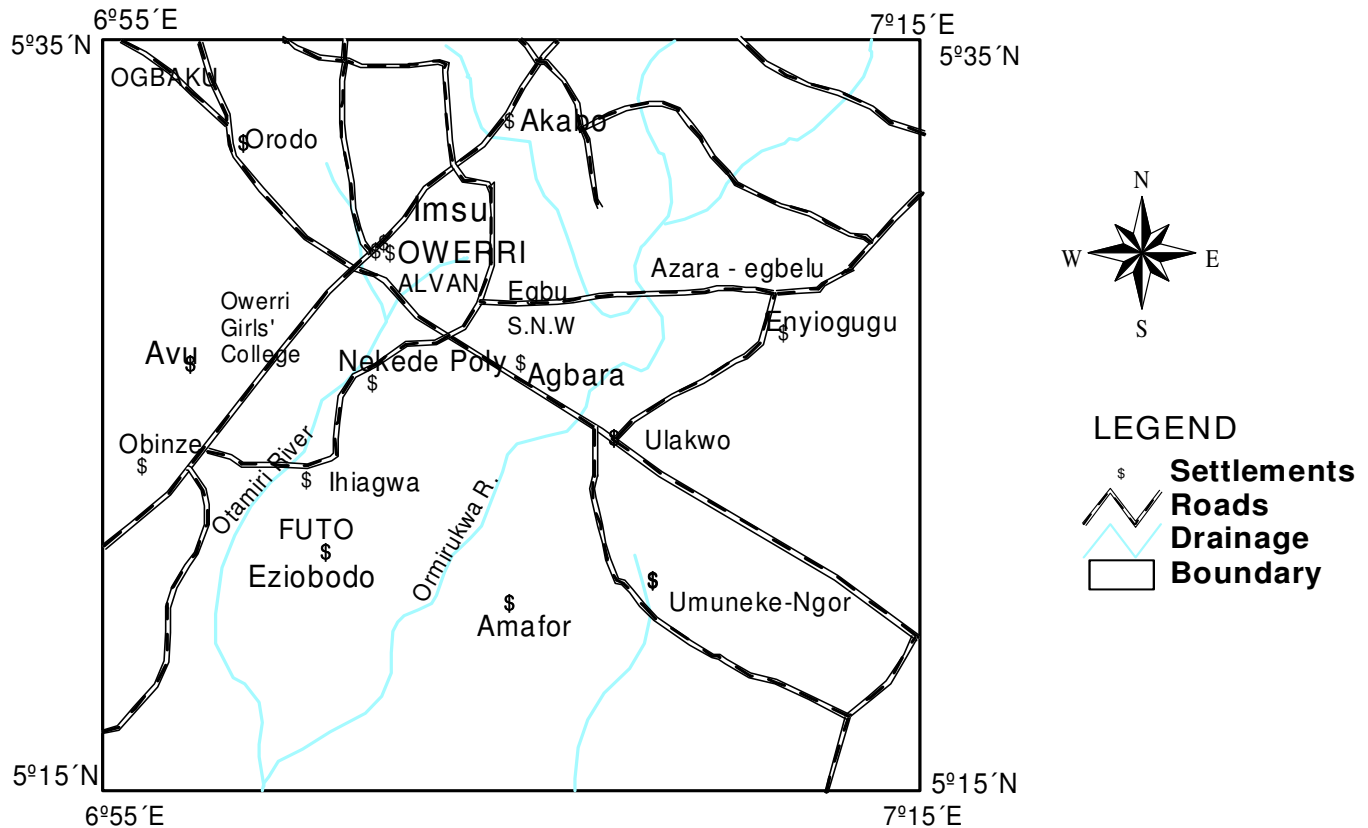 6º55´E
7º15´E
5º35´N
5º35´N
OGBAKU
Orodo
Akabo
Imsu
OWERRI
ALVAN
Azara - egbelu
Egbu
S.N.W
Enyiogugu
Owerri
Girls'
College
Avu
Nekede Poly
Agbara
Obinze
Ulakwo
Otamiri River
Ihiagwa
Ormirukwa R.
FUTO
Eziobodo
Amafor
Umuneke-Ngor
5º15´N
5º15´N
6º55´E
7º15´E
N
W
E
S
LEGEND
$ Settlements
Roads
Drainage
Boundary